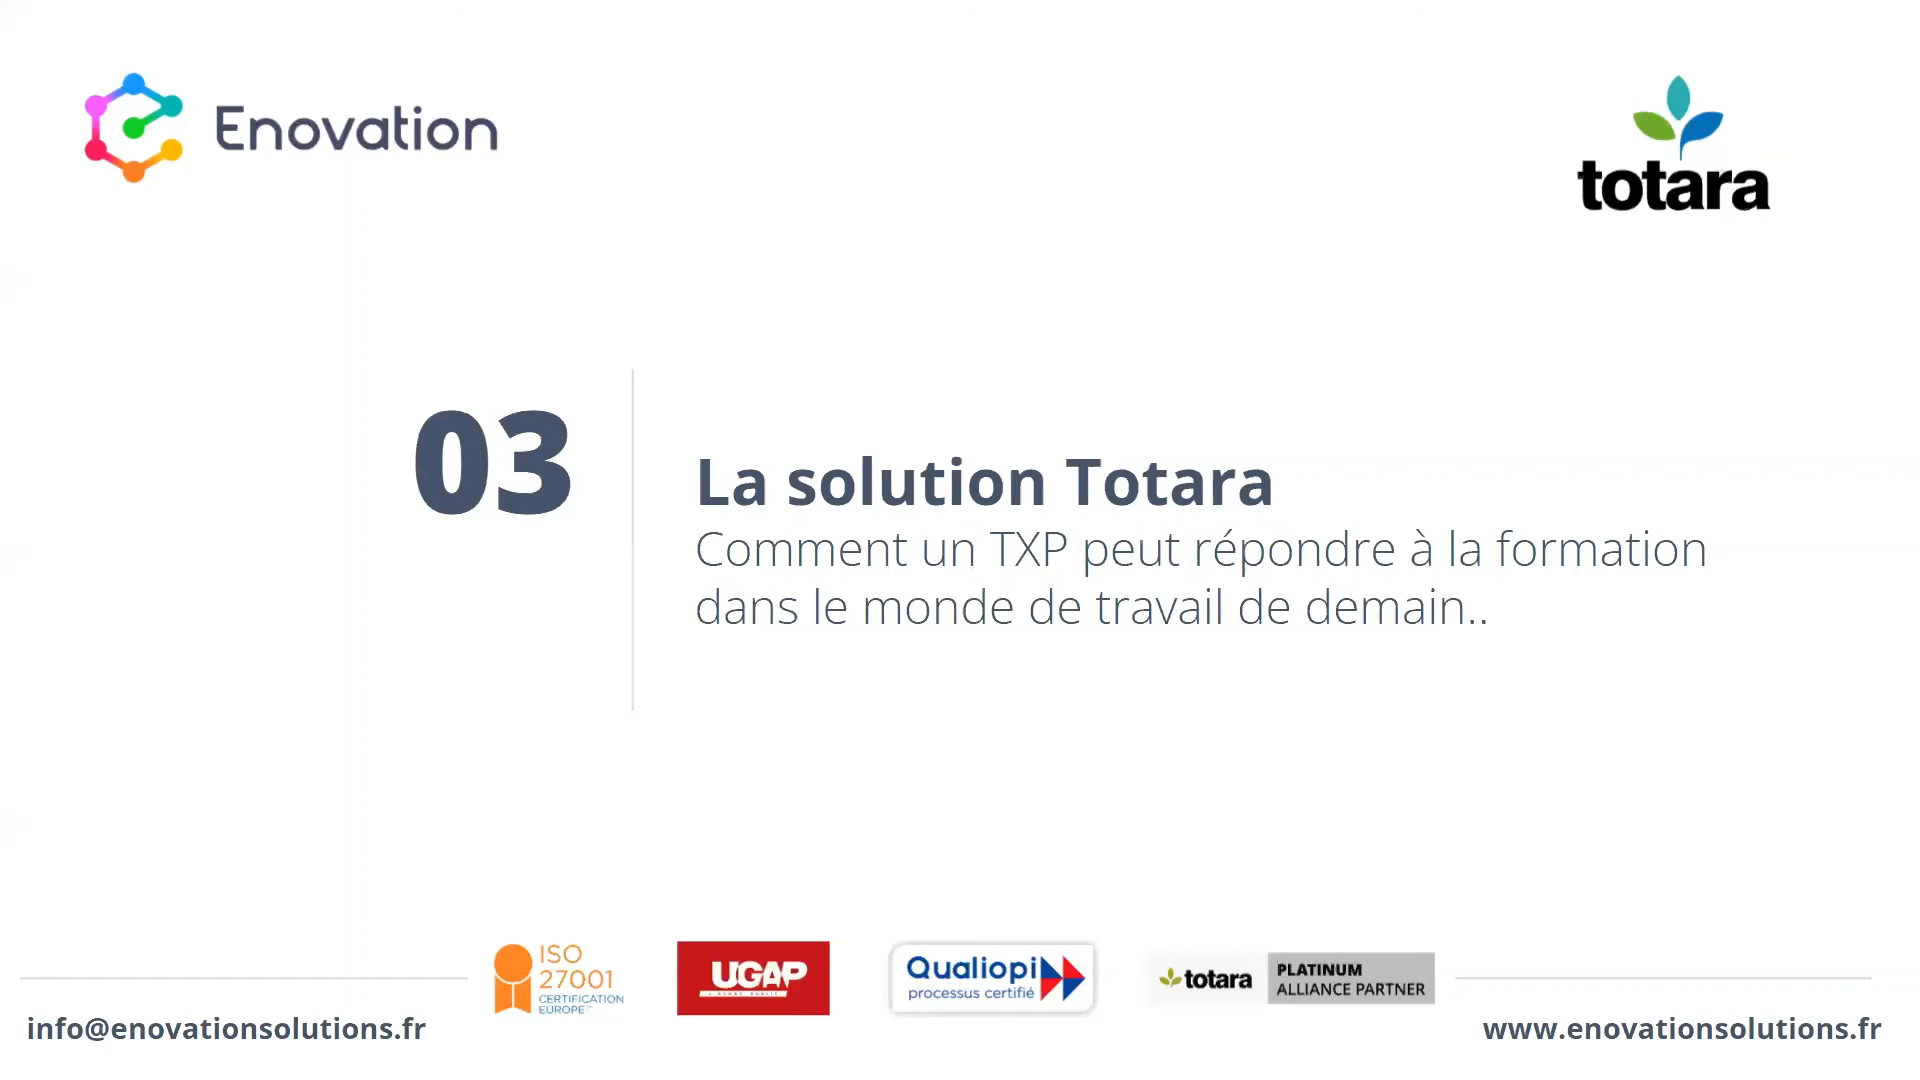 Enovation
totara
03
La solution Totara
Comment un TXP peut répondre à la formation
dans le monde de travail de demain..
ISO
27001
CERTIFICATION
EUROPE™
UGAP
Qualiopi
processus certifié
totara
PLATINUM
ALLIANCE PARTNER
info@enovationsolutions.fr
www.enovationsolutions.fr